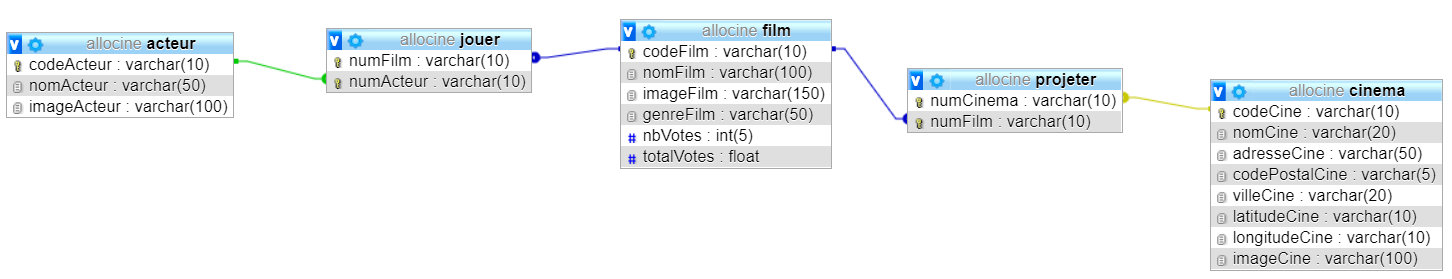 v allocine acteur
codeActeur : varchar(10)
nomActeur : varchar(50)
imageActeur : varchar(100)
v allocine jouer
numFilm : varchar(10)
numActeur : varchar(10)
v allocine film
codeFilm : varchar(10)
nomFilm : varchar(100)
imageFilm : varchar(150)
genreFilm : varchar(50)
# nbVotes : int(5)
# totalVotes : float
v allocine projeter
numCinema : varchar(10)
numFilm : varchar(10)
v allocine cinema
codeCine : varchar(10)
nomCine : varchar(20)
adresseCine : varchar(50)
codePostalCine : varchar(5)
villeCine : varchar(20)
latitudeCine : varchar(10)
longitudeCine : varchar(10)
imageCine : varchar(100)